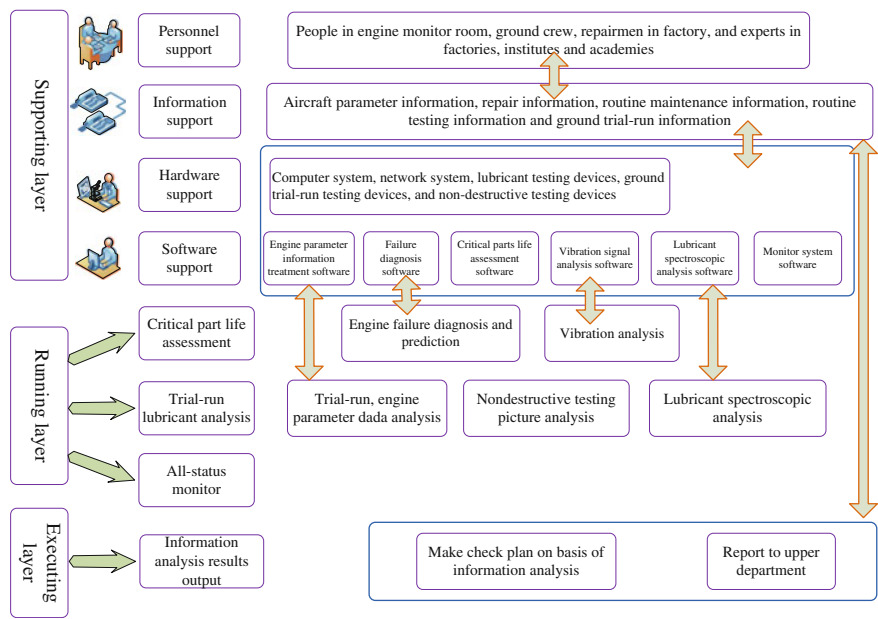 Supporting layer
Personnel
support
People in engine monitor room, ground crew, repairmen in factory, and experts in
factories, institutes and academies
Information
support
Aircraft parameter information, repair information, routine maintenance information, routine
testing information and ground trial-run information
Hardware
support
Computer system, network system, lubricant testing devices, ground
trial-run testing devices, and non-destructive testing devices
Software
support
Engine parameter
information
treatment software
Failure
diagnosis
software
Critical parts life
assessment
software
Vibration signal
analysis software
Lubricant
spectroscopic
analysis software
Monitor system
software
Running layer
Critical part life
assessment
Engine failure diagnosis and
prediction
Vibration analysis
Trial-run
lubricant analysis
Trial-run, engine
parameter dada analysis
Nondestructive testing
picture analysis
Lubricant spectroscopic
analysis
All-status
monitor
Executing
layer
Information
analysis results
output
Make check plan on basis of
information analysis
Report to upper
department